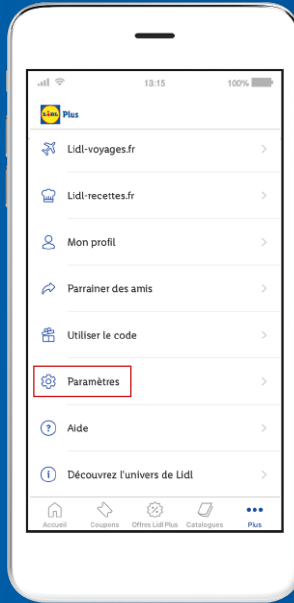 13:15
100%
LIDL Plus
Lidl-voyages.fr
Lidl-recettes.fr
Mon profil
Parrainer des amis
Utiliser le code
Paramètres
? Aide
i Découvrez l'univers de Lidl
Accueil Coupons Offres Lidl Plus Catalogues Plus